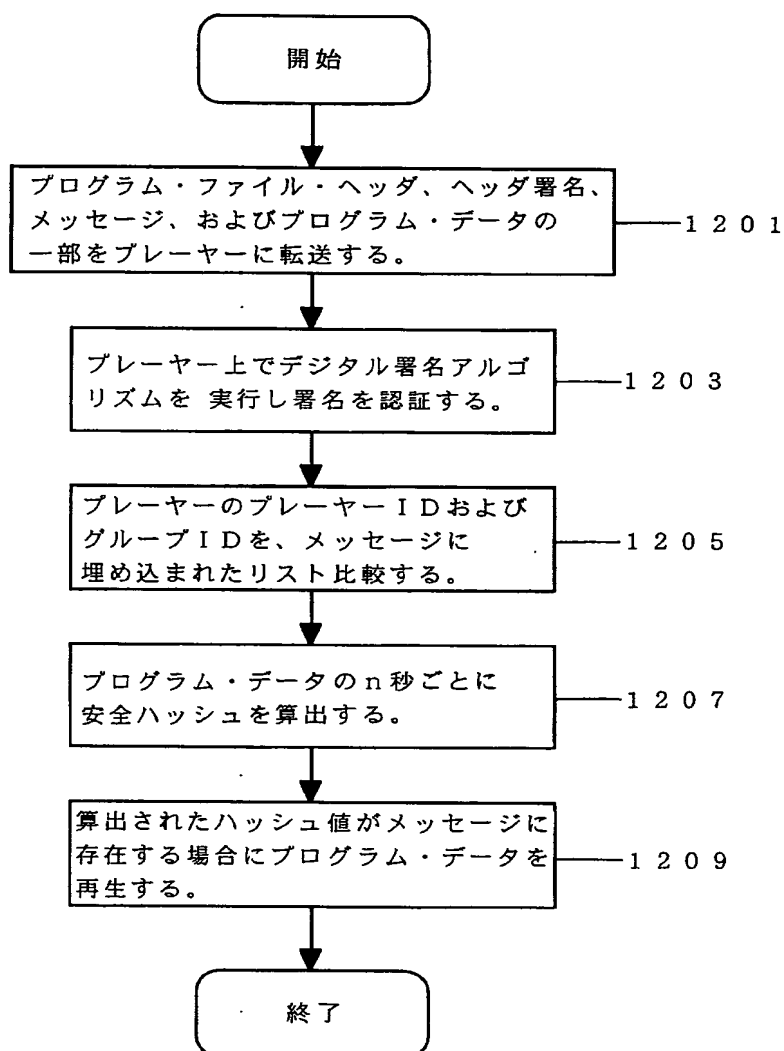 開始
プログラム・ファイル・ヘッダ、ヘッダ署名、
メッセージ、およびプログラム・データの
一部をプレーヤーに転送する。
1201
プレーヤー上でデジタル署名アルゴ
リズムを 実行し署名を認証する。
1203
プレーヤーのプレーヤーIDおよび
グループIDを、メッセージに
埋め込まれたリスト比較する。
1205
プログラム・データのn秒ごとに
安全ハッシュを算出する。
1207
算出されたハッシュ値がメッセージに
存在する場合にプログラム・データを
再生する。
1209
終了